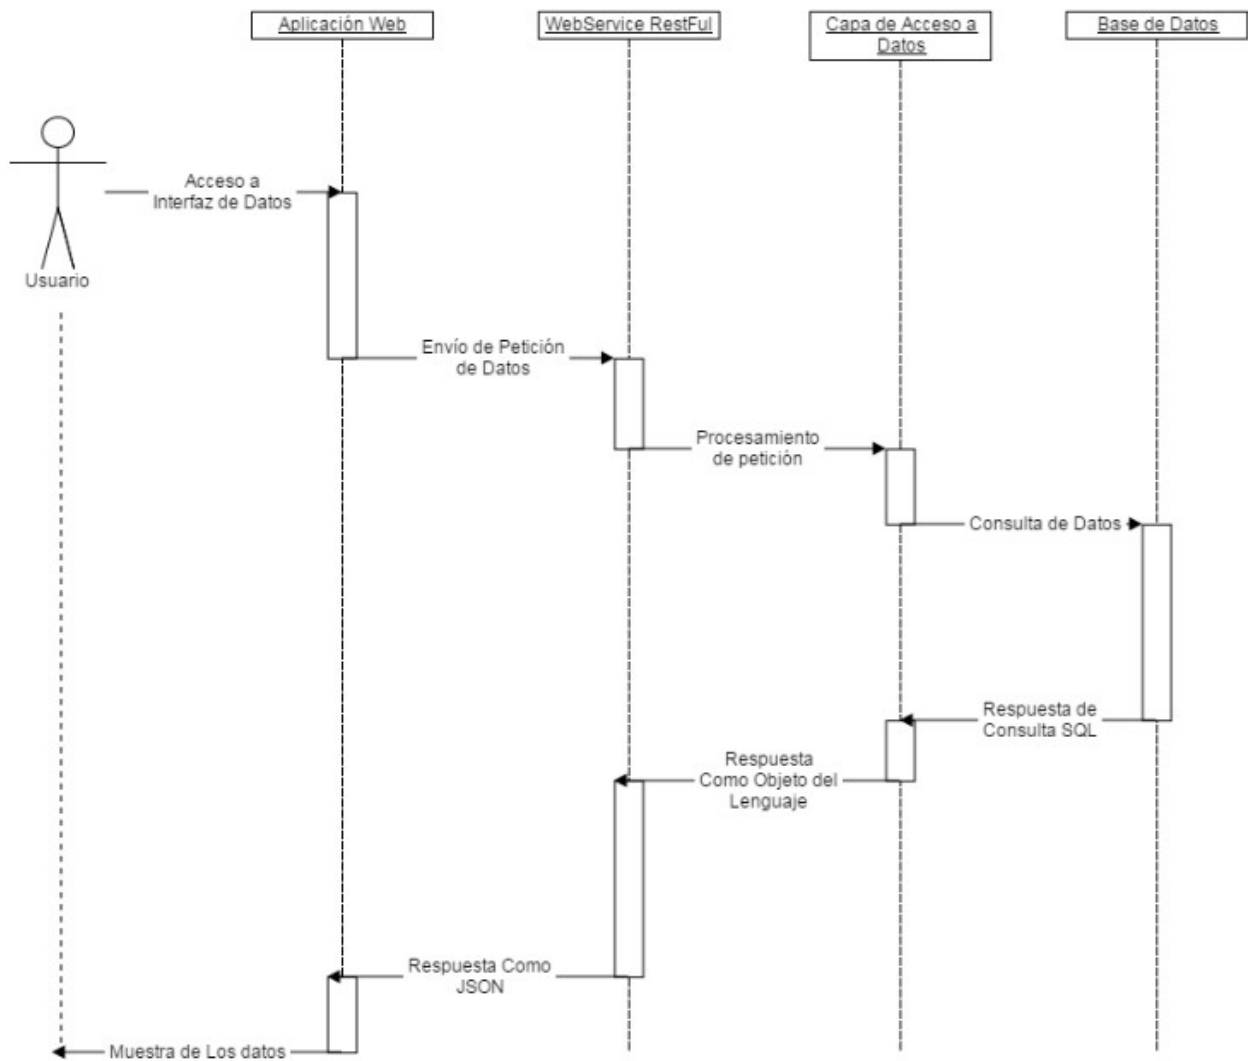 Aplicación Web
WebService RestFul
Capa de Acceso a
Datos
Base de Datos
Acceso a
Interfaz de Datos
Usuario
Envío de Petición
de Datos
Procesamiento
de petición
Consulta de Datos
Respuesta de
Consulta SQL
Respuesta
Como Objeto del
Lenguaje
Respuesta Como
JSON
Muestra de Los datos